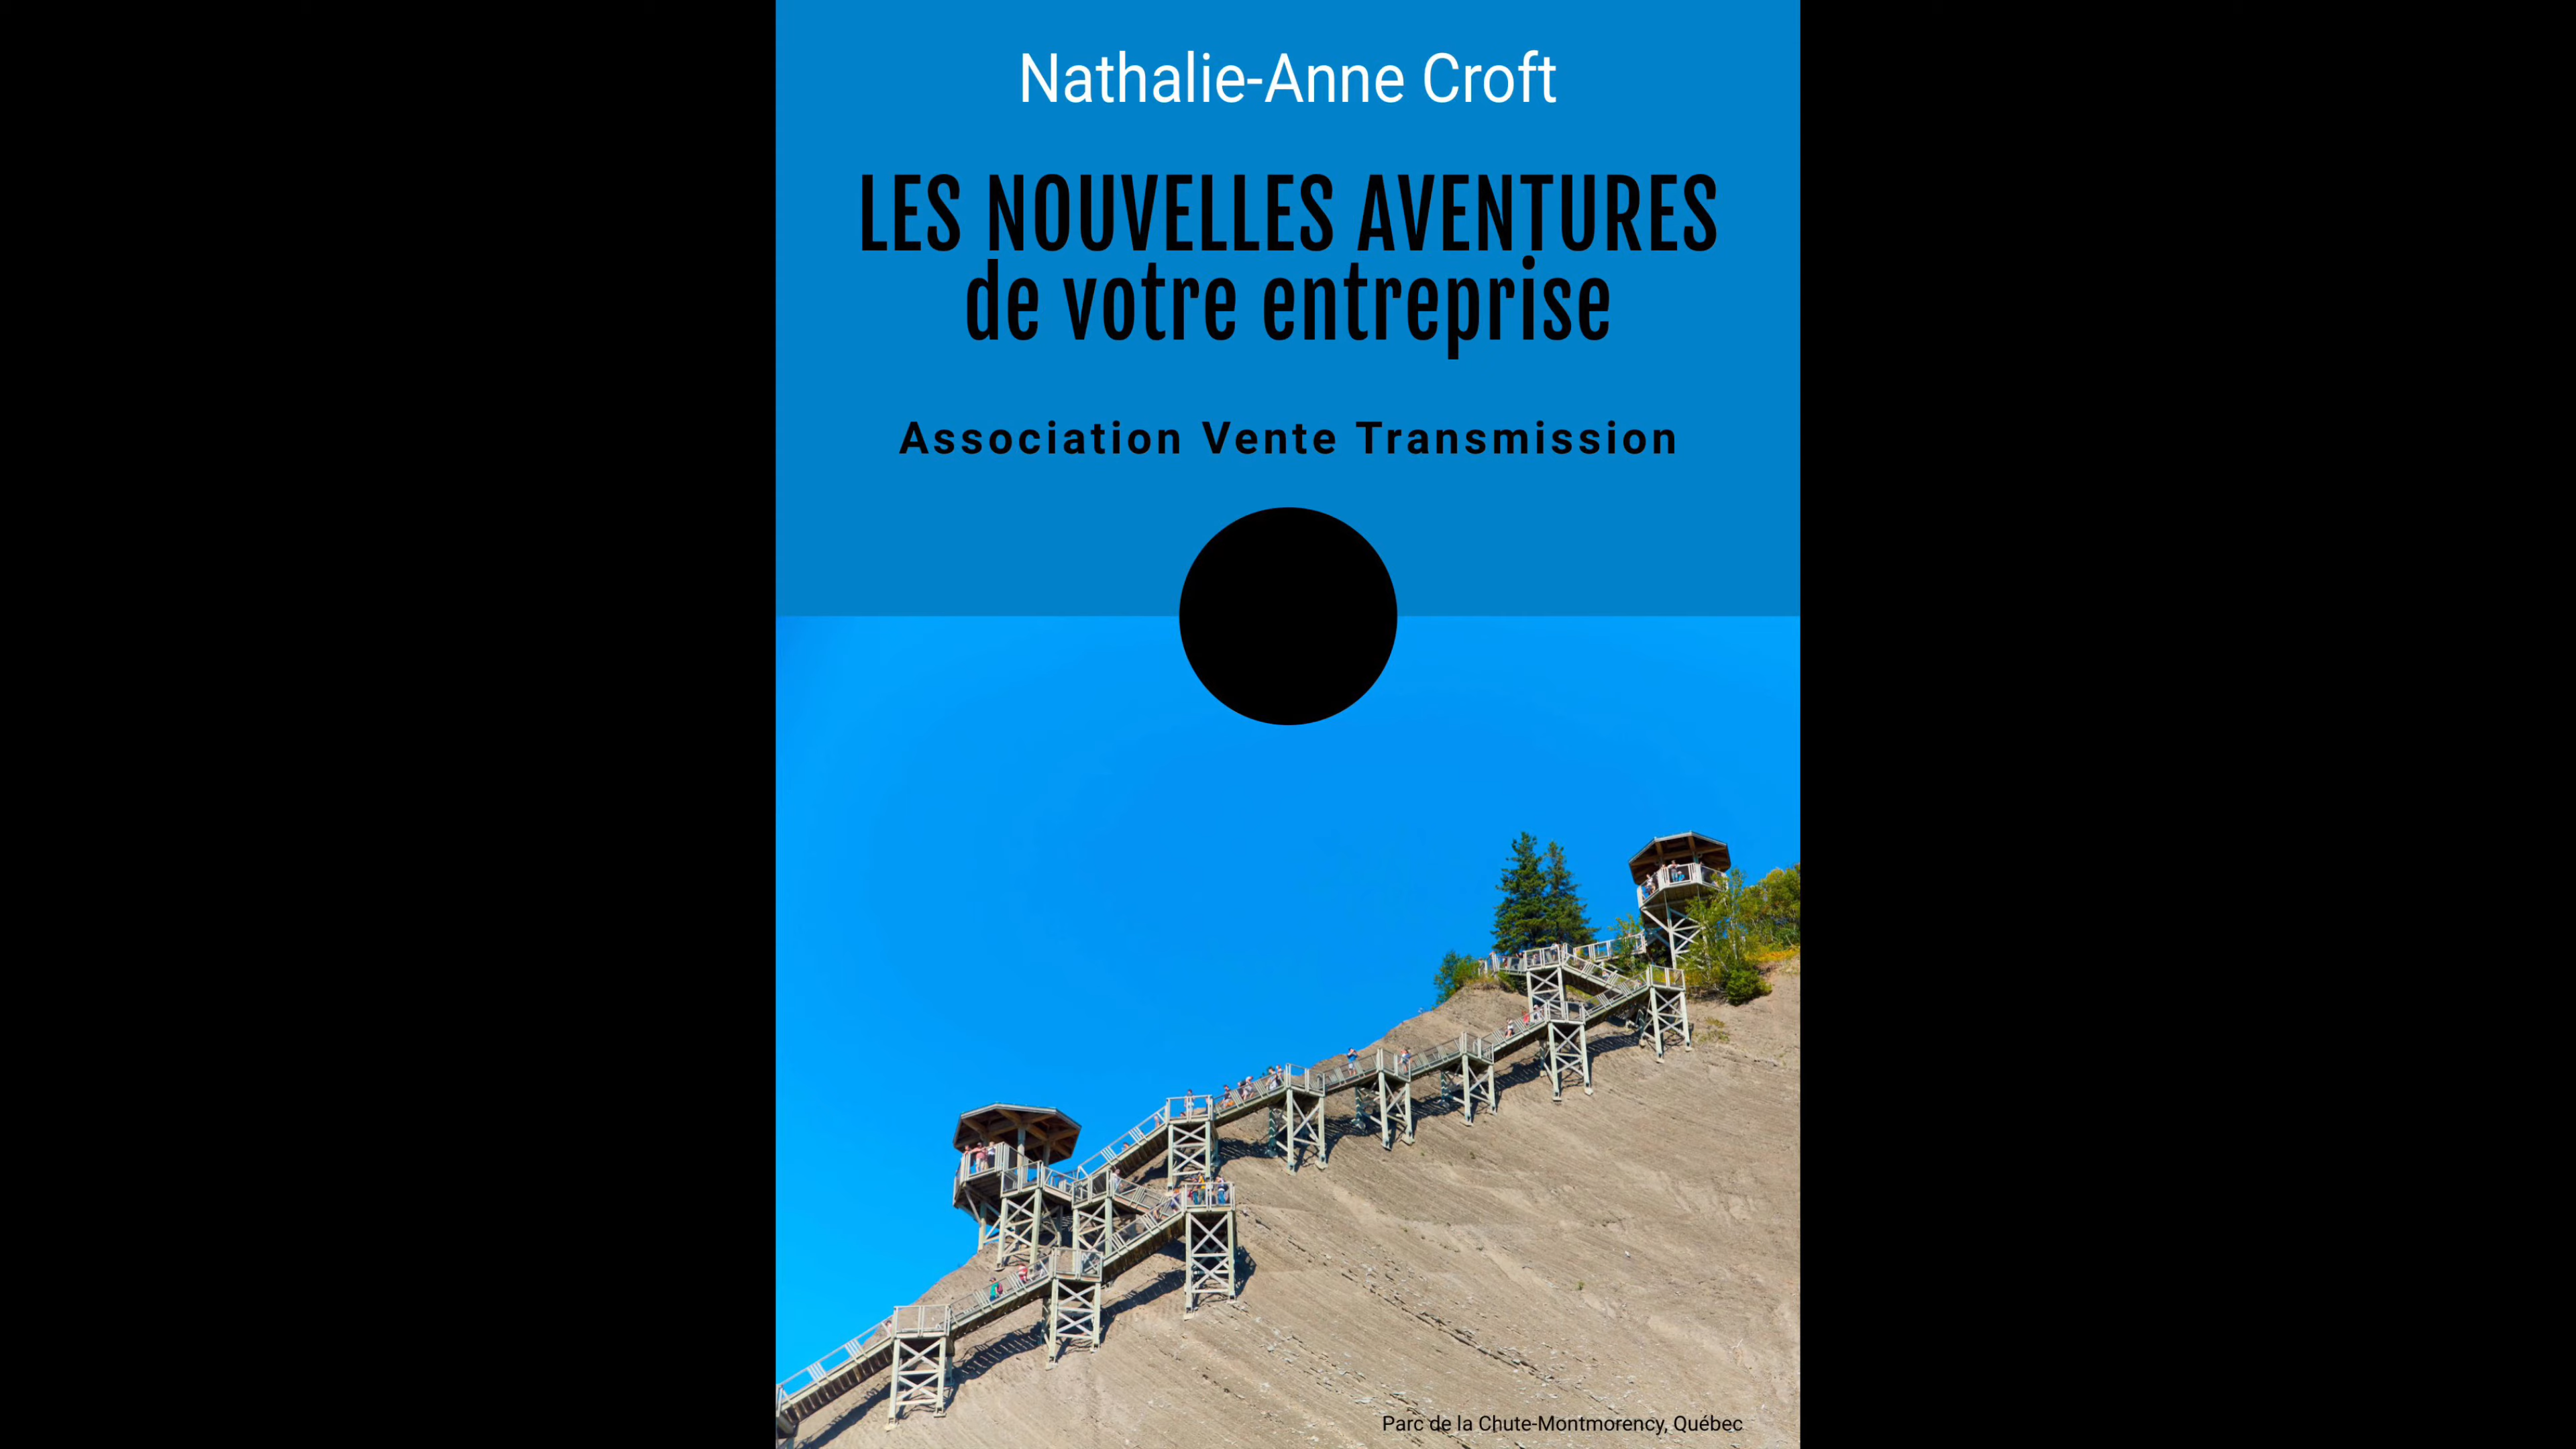 Nathalie-Anne Croft
LES NOUVELLES AVENTURES
de votre entreprise
Association Vente Transmission
Parc de la Chute-Montmorency, Québec